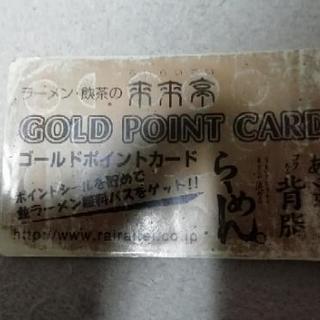 ラーメン・飲茶の 来来亭
GOLD POINT CARD
ゴールドポイントカード
ポイントシールを貯めて
麺ラーメン無料パスをゲット!!
http://www.rairaitei.co.jp
らーめん。
背脂